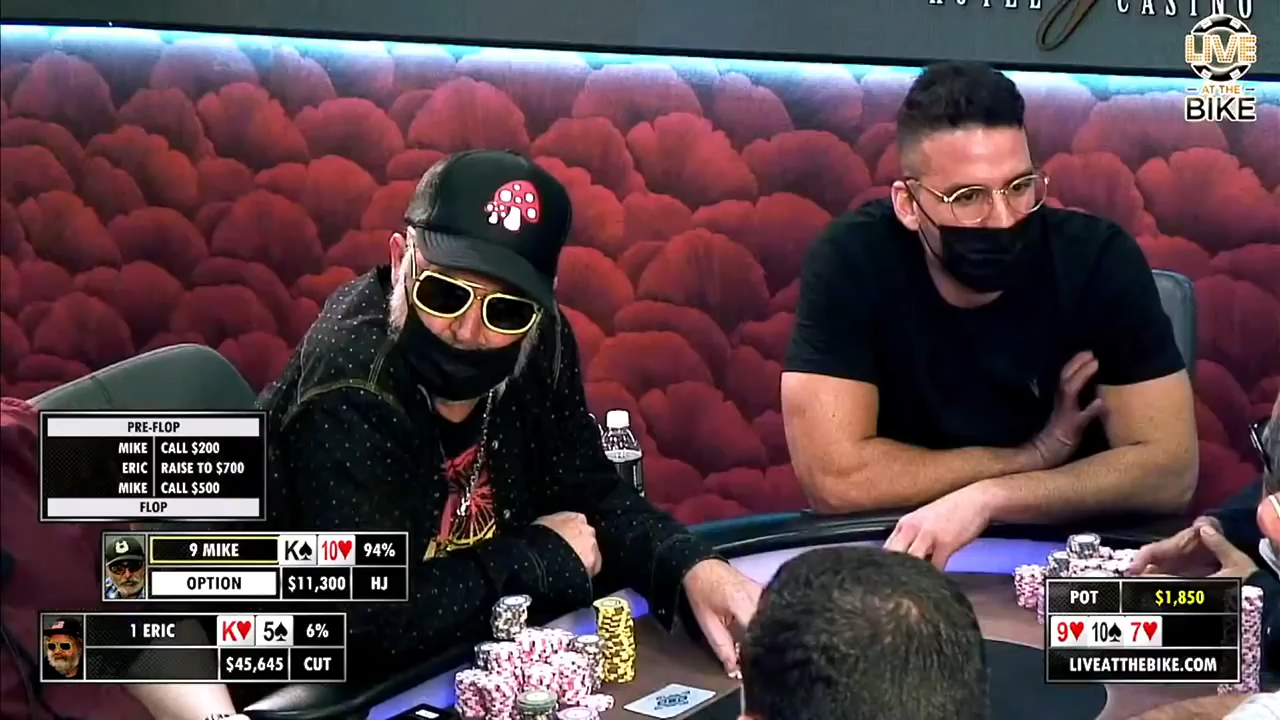 HOTEL CASINO
LIVE
AT THE
BIKE
PRE-FLOP
MIKE CALL $200
ERIC RAISE TO $700
MIKE CALL $500
FLOP
9 MIKE K♠ 10♥ 94%
OPTION $11,300 HJ
1 ERIC K♥ 5♠ 6%
$45,645 CUT
POT $1,850
9♥ 10♠ 7♥
LIVEATTHEBIKE.COM